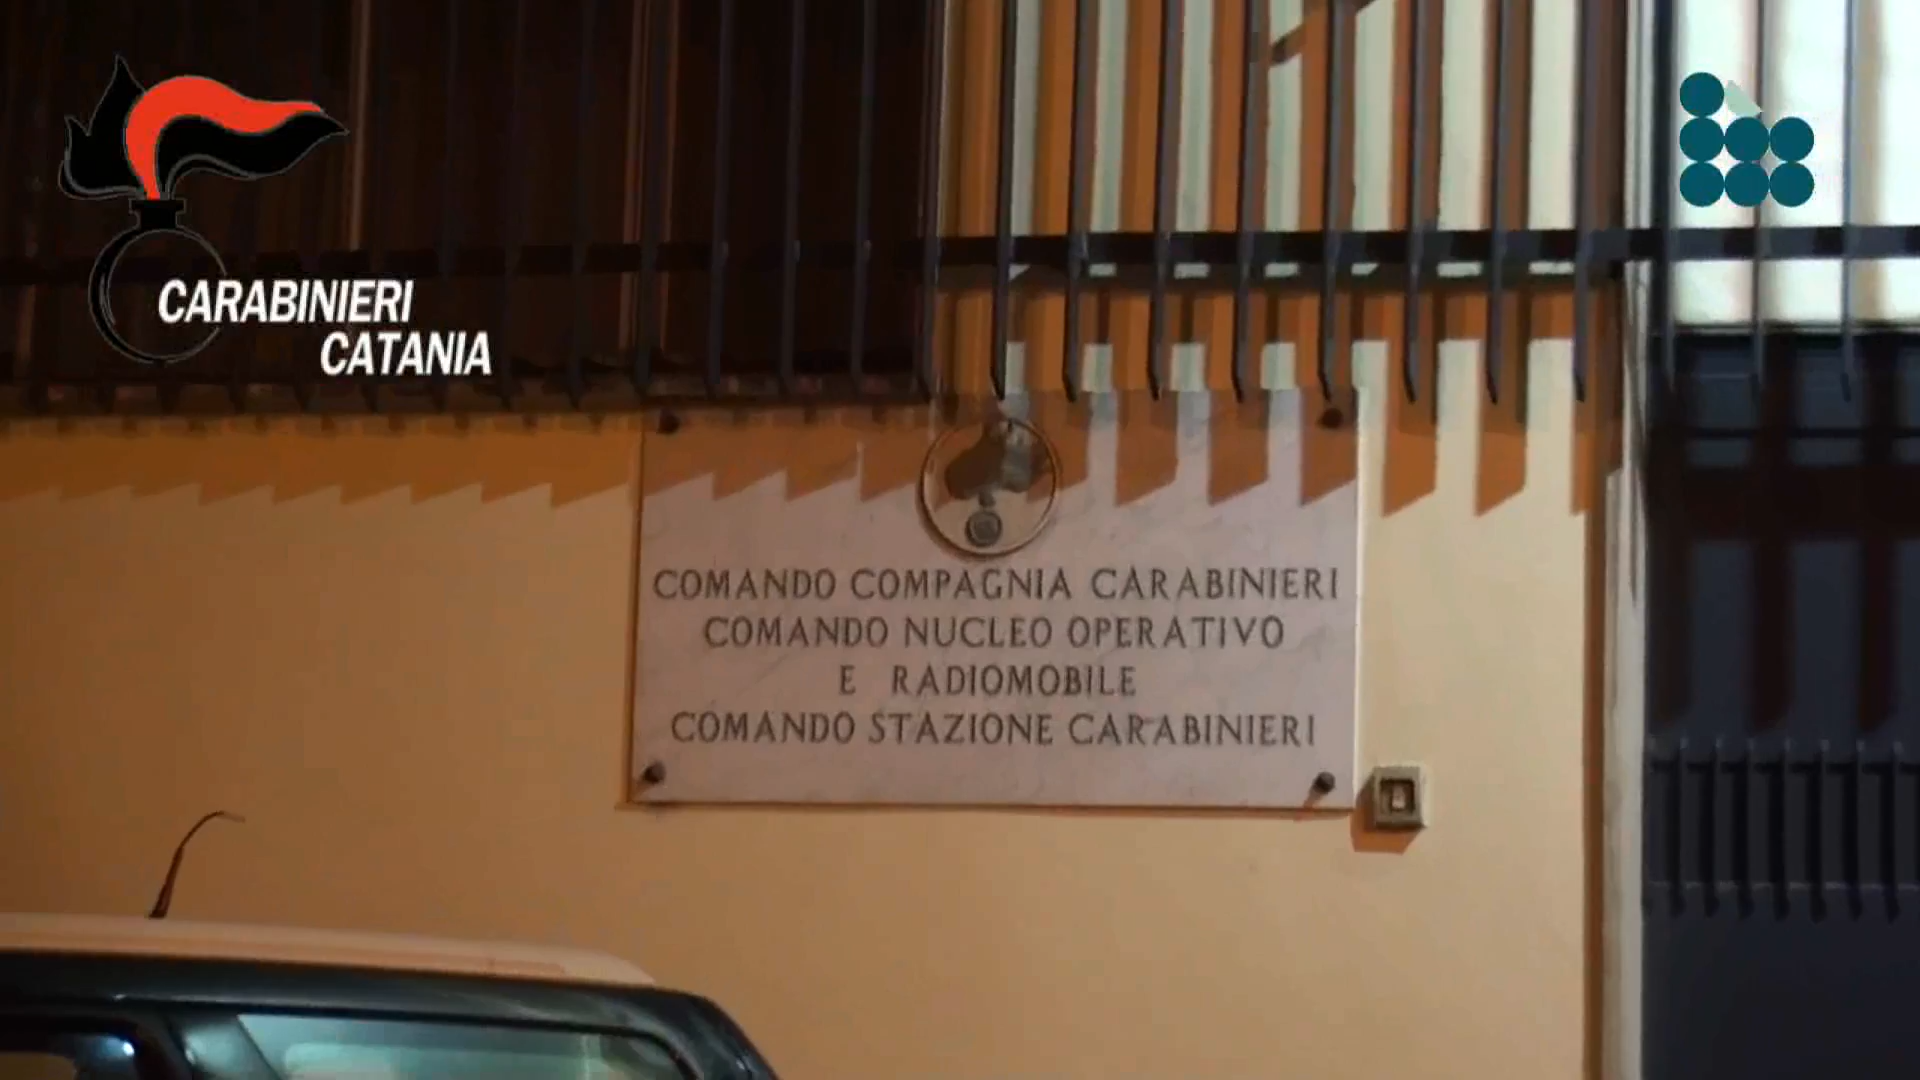 CARABINIERI
CATANIA
COMANDO COMPAGNIA CARABINIERI
COMANDO NUCLEO OPERATIVO
E RADIOMOBILE
COMANDO STAZIONE CARABINIERI